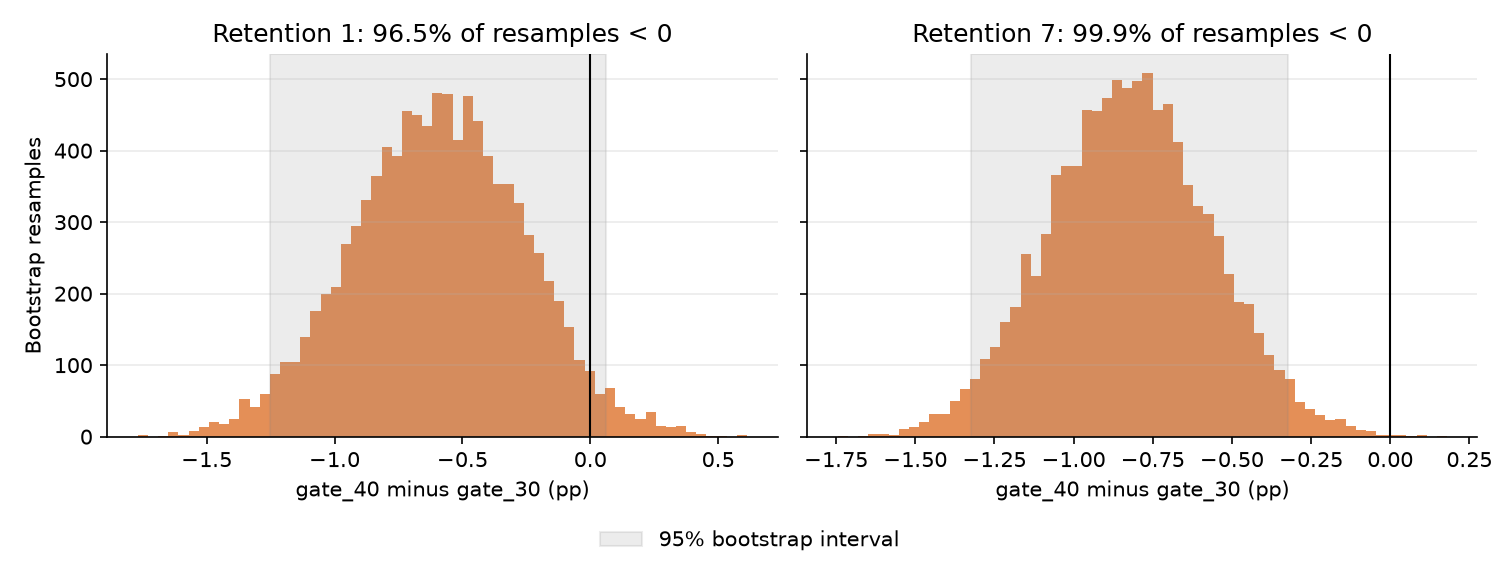 Retention 1: 96.5% of resamples < 0
Retention 7: 99.9% of resamples < 0
Bootstrap resamples
500
400
300
200
100
0
−1.5 −1.0 −0.5 0.0 0.5
−1.75 −1.50 −1.25 −1.00 −0.75 −0.50 −0.25 0.00 0.25
gate_40 minus gate_30 (pp)
gate_40 minus gate_30 (pp)
95% bootstrap interval